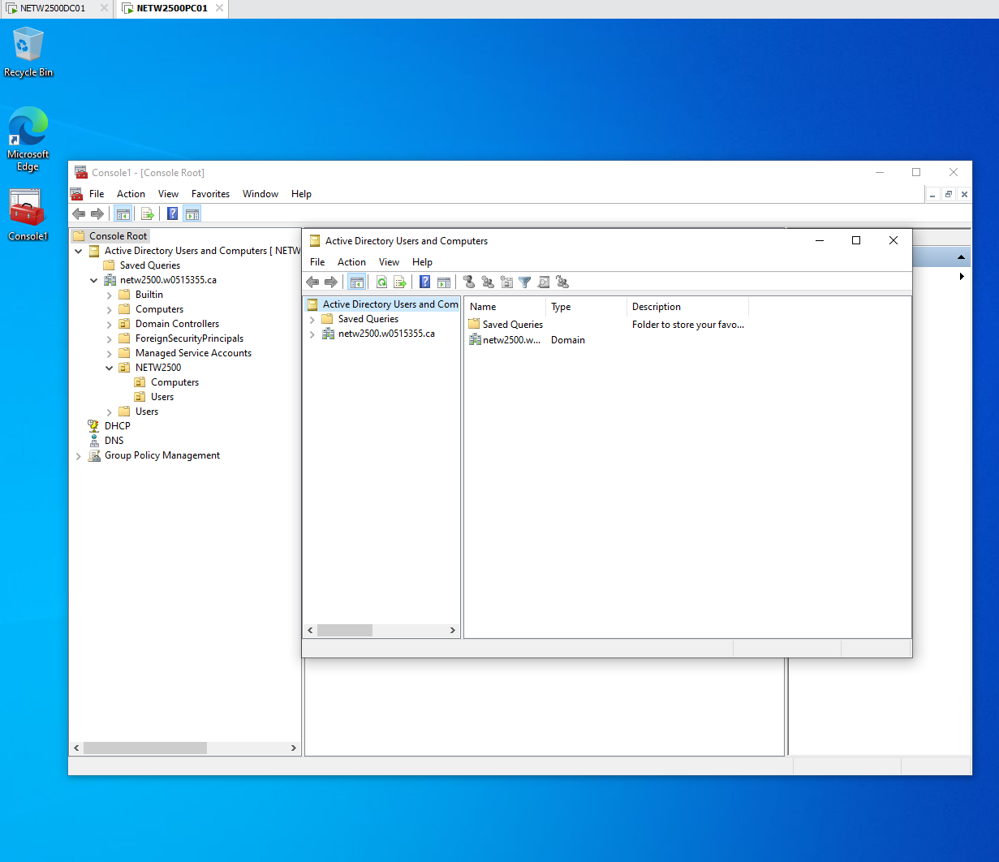 NETW2500DC01
NETW2500PC01
Recycle Bin
Microsoft
Edge
Console1
Console1 - [Console Root]
File Action View Favorites Window Help
Console Root
Active Directory Users and Computers [ NETW
Saved Queries
netw2500.w0515355.ca
Builtin
Computers
Domain Controllers
ForeignSecurityPrincipals
Managed Service Accounts
NETW2500
Computers
Users
Users
DHCP
DNS
Group Policy Management
Active Directory Users and Computers
File Action View Help
Active Directory Users and Com
Saved Queries
netw2500.w0515355.ca
Name Type Description
Saved Queries Folder to store your favo...
netw2500.w... Domain